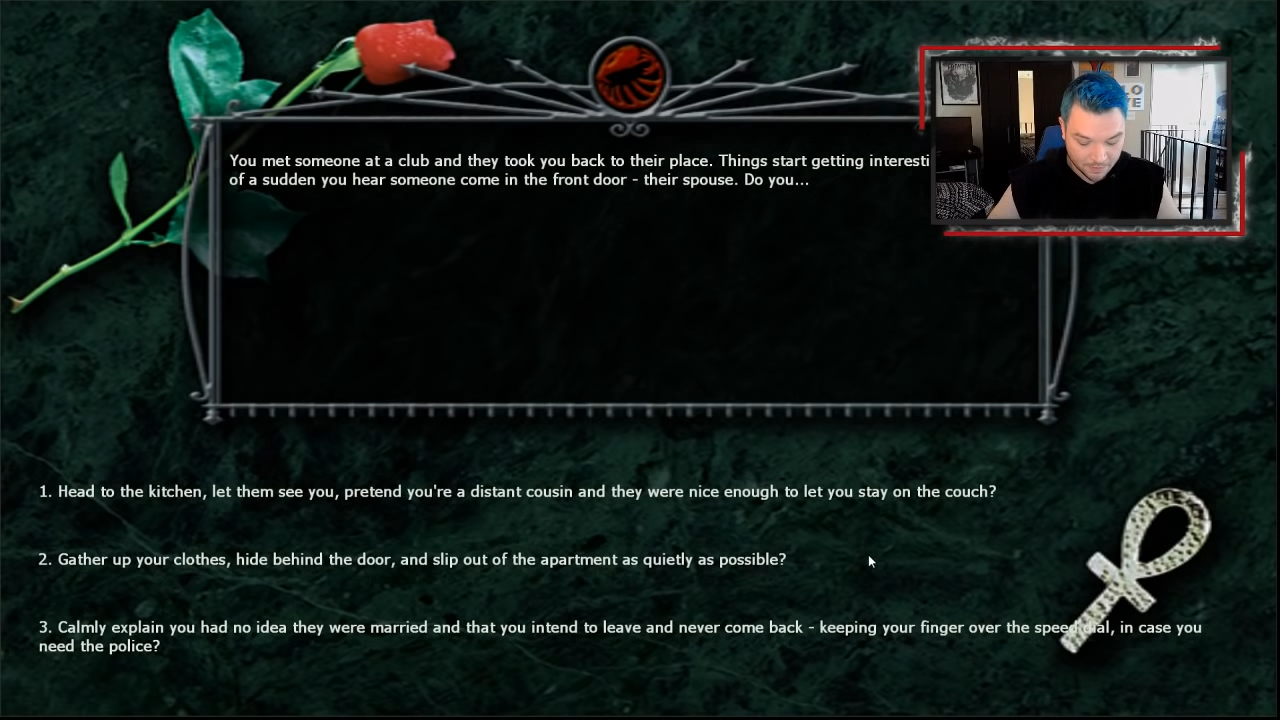 You met someone at a club and they took you back to their place. Things start getting
of a sudden you hear someone come in the front door - their spouse. Do you...
LO
VE
1. Head to the kitchen, let them see you, pretend you're a distant cousin and they were nice enough to let you stay on the couch?
2. Gather up your clothes, hide behind the door, and slip out of the apartment as quietly as possible?
3. Calmly explain you had no idea they were married and that you intend to leave and never come back - keeping your finger over the speed dial, in case you
need the police?